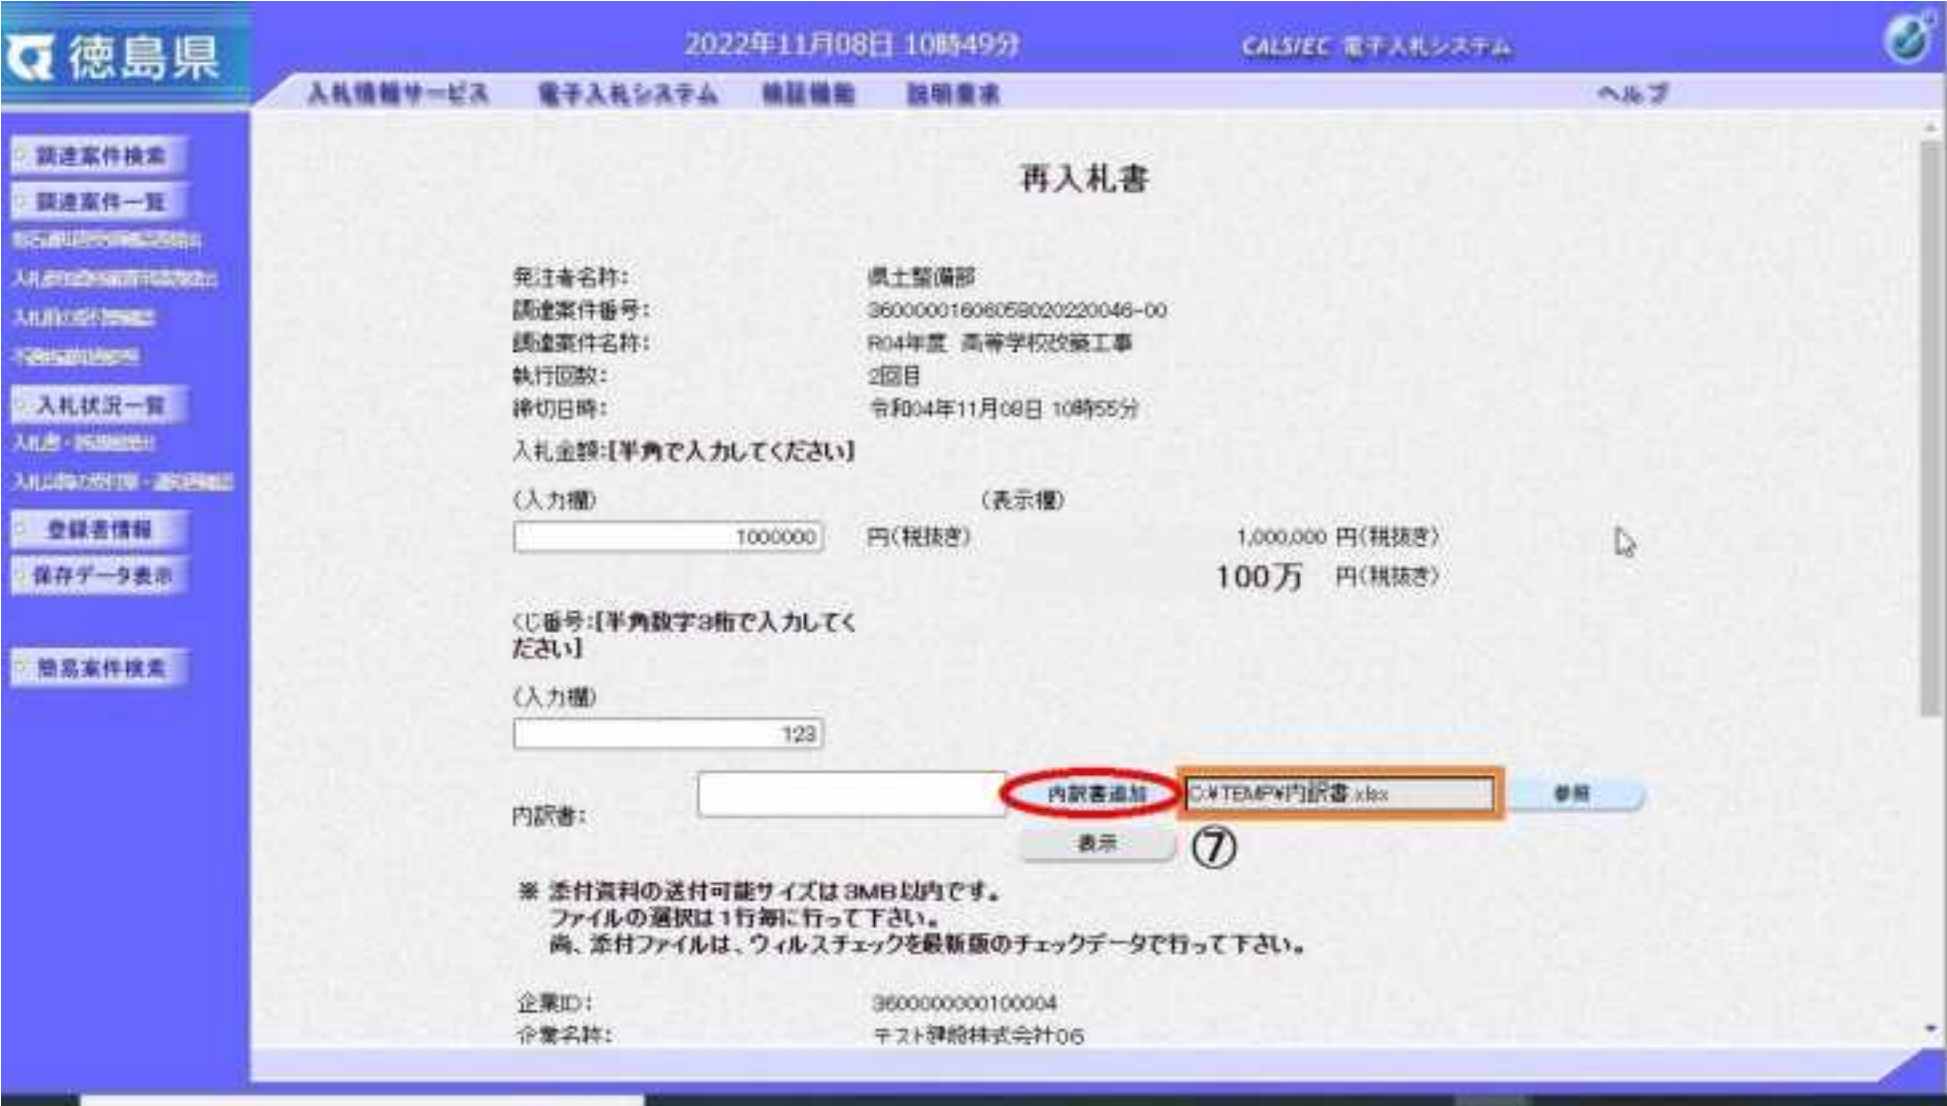 徳島県
2022年11月08日 10時49分
CALS/EC 電子入札システム
入札情報サービス 電子入札システム 検証機能 説明要求 ヘルプ
調達案件検索
調達案件一覧
入札状況一覧
登録者情報
保存データ表示
簡易案件検索
再入札書
発注者名称: 県土整備部
調達案件番号: 36000001606058020220046-00
調達案件名称: R04年度 高等学校改築工事
執行回数: 2回目
締切日時: 令和04年11月08日 10時55分
入札金額:[半角で入力してください]
(入力欄) (表示欄)
1000000 円(税抜き) 1,000,000 円(税抜き)
100万 円(税抜き)
くじ番号:[半角数字3桁で入力してく
ださい]
(入力欄)
123
内訳書: 内訳書追加 C:¥TEMP¥内訳書.xlsx 参照
表示 ⑦
※ 添付資料の送付可能サイズは3MB以内です。
ファイルの選択は1行毎に行って下さい。
尚、添付ファイルは、ウィルスチェックを最新版のチェックデータで行って下さい。
企業ID: 3600000000100004
企業名称: テスト建設株式会社06